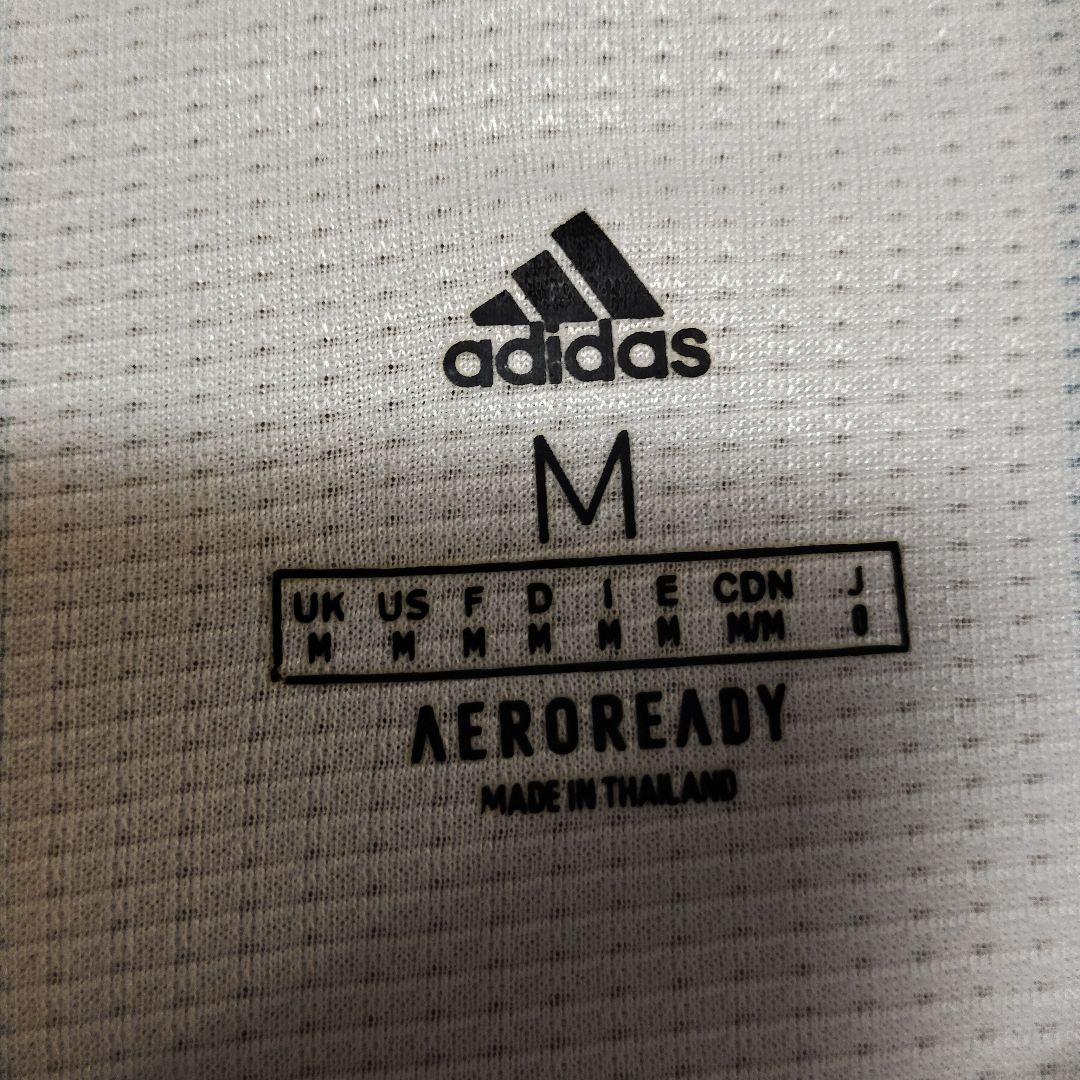 adidas
M
UK US F D I E CDN J
M M M M M M M/M O
AEROREADY
MADE IN THAILAND